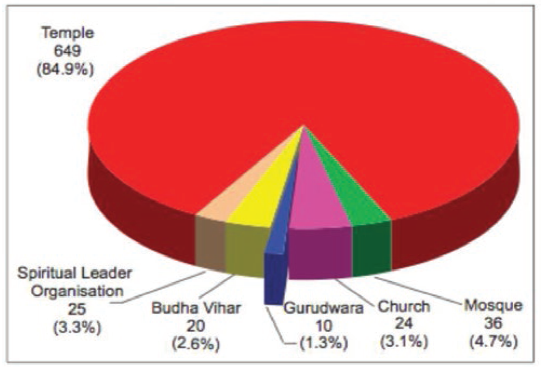 Temple
649
(84.9%)
Spiritual Leader
Organisation
25
(3.3%)
Budha Vihar
20
(2.6%)
Gurudwara
10
(1.3%)
Church
24
(3.1%)
Mosque
36
(4.7%)